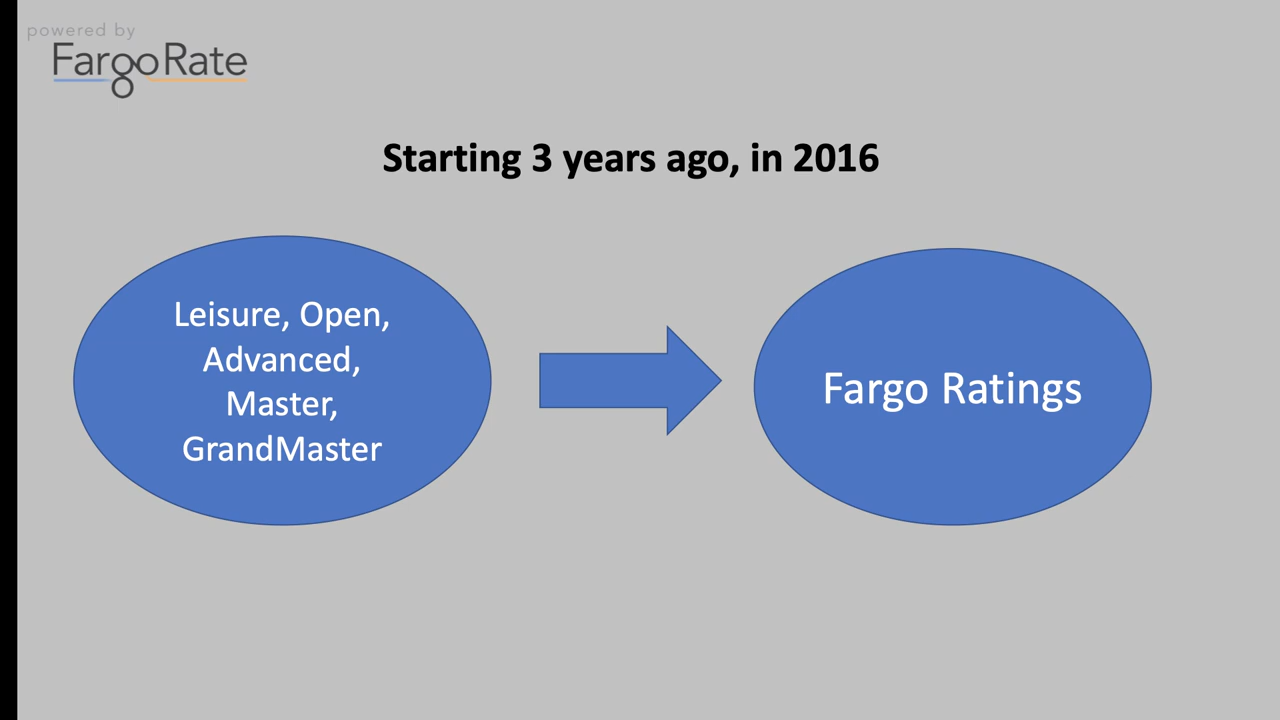 powered by
FargoRate
Starting 3 years ago, in 2016
Leisure, Open,
Advanced,
Master,
GrandMaster
Fargo Ratings